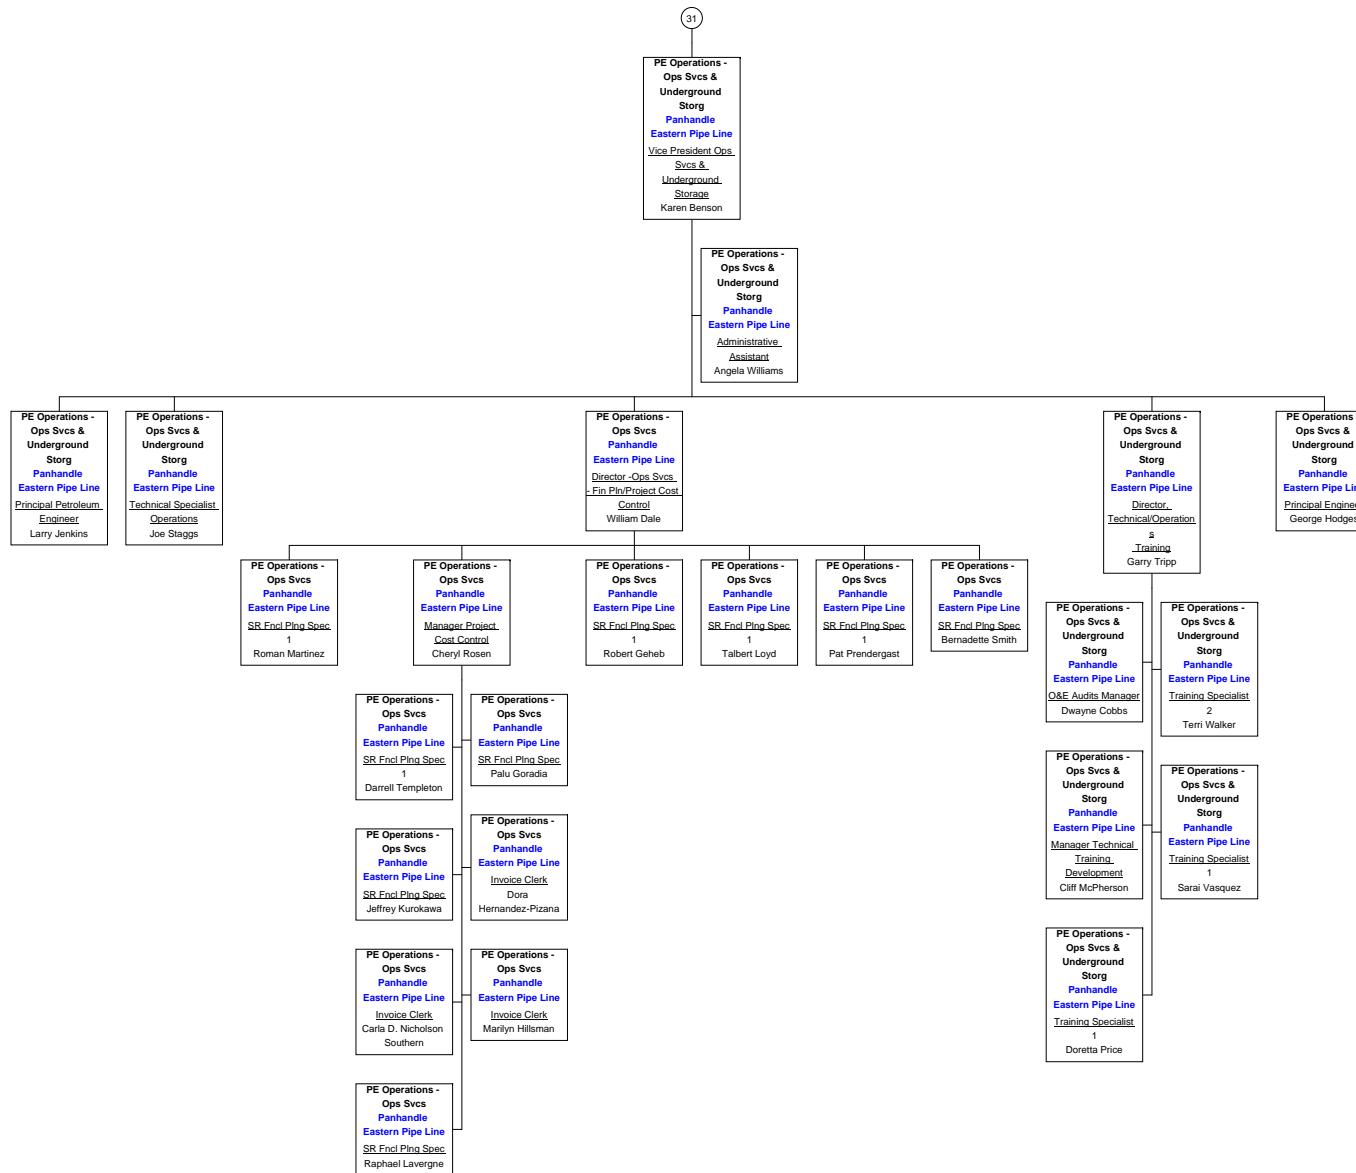 31
PE Operations -
Ops Svcs &
Underground
Storg
Panhandle
Eastern Pipe Line
Vice President Ops
Svcs &
Underground
Storage
Karen Benson
PE Operations -
Ops Svcs &
Underground
Storg
Panhandle
Eastern Pipe Line
Administrative
Assistant
Angela Williams
PE Operations -
Ops Svcs &
Underground
Storg
Panhandle
Eastern Pipe Line
Principal Petroleum
Engineer
Larry Jenkins
PE Operations -
Ops Svcs &
Underground
Storg
Panhandle
Eastern Pipe Line
Technical Specialist
Operations
Joe Staggs
PE Operations -
Ops Svcs
Panhandle
Eastern Pipe Line
Director -Ops Svcs
- Fin Pln/Project Cost
Control
William Dale
PE Operations -
Ops Svcs &
Underground
Storg
Panhandle
Eastern Pipe Line
Director,
Technical/Operation
s
Training
Garry Tripp
PE Operations
Ops Svcs &
Underground
Storg
Panhandle
Eastern Pipe Lin
Principal Enginee
George Hodges
PE Operations -
Ops Svcs
Panhandle
Eastern Pipe Line
SR Fncl Plng Spec
1
Roman Martinez
PE Operations -
Ops Svcs
Panhandle
Eastern Pipe Line
Manager Project
Cost Control
Cheryl Rosen
PE Operations -
Ops Svcs
Panhandle
Eastern Pipe Line
SR Fncl Plng Spec
1
Robert Geheb
PE Operations -
Ops Svcs
Panhandle
Eastern Pipe Line
SR Fncl Plng Spec
1
Talbert Loyd
PE Operations -
Ops Svcs
Panhandle
Eastern Pipe Line
SR Fncl Plng Spec
1
Pat Prendergast
PE Operations -
Ops Svcs
Panhandle
Eastern Pipe Line
SR Fncl Plng Spec
Bernadette Smith
PE Operations -
Ops Svcs
Panhandle
Eastern Pipe Line
SR Fncl Plng Spec
1
Darrell Templeton
PE Operations -
Ops Svcs
Panhandle
Eastern Pipe Line
SR Fncl Plng Spec
Palu Goradia
PE Operations -
Ops Svcs
Panhandle
Eastern Pipe Line
SR Fncl Plng Spec
Jeffrey Kurokawa
PE Operations -
Ops Svcs
Panhandle
Eastern Pipe Line
Invoice Clerk
Dora
Hernandez-Pizana
PE Operations -
Ops Svcs
Panhandle
Eastern Pipe Line
Invoice Clerk
Carla D. Nicholson
Southern
PE Operations -
Ops Svcs
Panhandle
Eastern Pipe Line
Invoice Clerk
Marilyn Hillsman
PE Operations -
Ops Svcs
Panhandle
Eastern Pipe Line
SR Fncl Plng Spec
Raphael Lavergne
PE Operations -
Ops Svcs &
Underground
Storg
Panhandle
Eastern Pipe Line
O&E Audits Manager
Dwayne Cobbs
PE Operations -
Ops Svcs &
Underground
Storg
Panhandle
Eastern Pipe Line
Training Specialist
2
Terri Walker
PE Operations -
Ops Svcs &
Underground
Storg
Panhandle
Eastern Pipe Line
Manager Technical
Training
Development
Cliff McPherson
PE Operations -
Ops Svcs &
Underground
Storg
Panhandle
Eastern Pipe Line
Training Specialist
1
Sarai Vasquez
PE Operations -
Ops Svcs &
Underground
Storg
Panhandle
Eastern Pipe Line
Training Specialist
1
Doretta Price